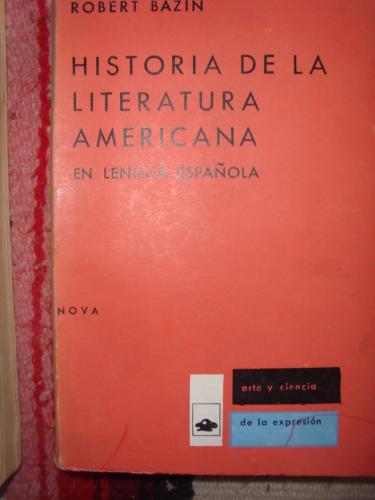 ROBERT BAZIN
HISTORIA DE LA
LITERATURA
AMERICANA
EN LENGUA ESPAÑOLA
NOVA
arte y ciencia
de la expresión